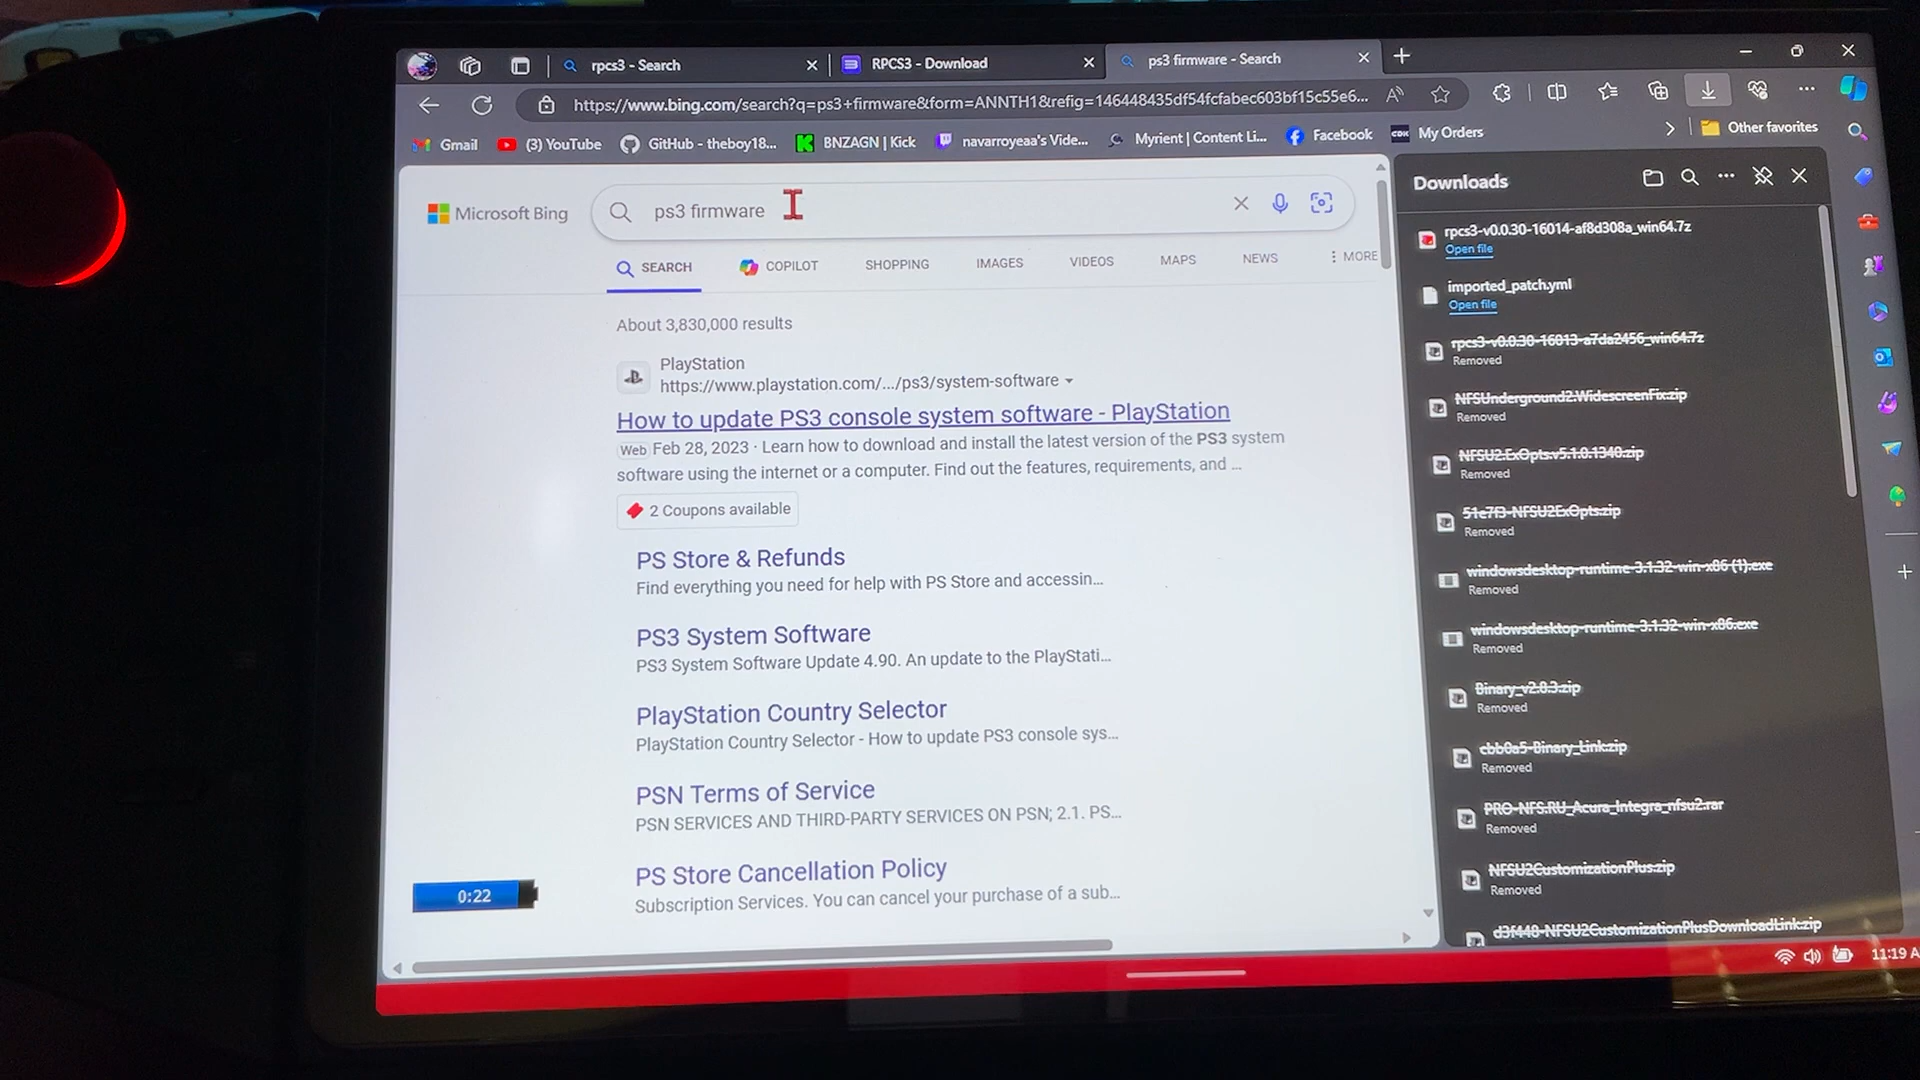 rpcs3 - Search
RPCS3 - Download
ps3 firmware - Search
https://www.bing.com/search?q=ps3+firmware&form=ANNTH1&refig=146448435df54fcfabec603bf15c55e6...
Gmail
(3) YouTube
GitHub - theboy18...
BNZAGN | Kick
navarroyeaa's Vide...
Myrient | Content Li...
Facebook
CDK
My Orders
Other favorites
Microsoft Bing
ps3 firmware
SEARCH
COPILOT
SHOPPING
IMAGES
VIDEOS
MAPS
NEWS
MORE
About 3,830,000 results
PlayStation
https://www.playstation.com/.../ps3/system-software
How to update PS3 console system software - PlayStation
Web Feb 28, 2023 · Learn how to download and install the latest version of the PS3 system
software using the internet or a computer. Find out the features, requirements, and ...
2 Coupons available
PS Store & Refunds
Find everything you need for help with PS Store and accessin...
PS3 System Software
PS3 System Software Update 4.90. An update to the PlayStati...
PlayStation Country Selector
PlayStation Country Selector - How to update PS3 console sys...
PSN Terms of Service
PSN SERVICES AND THIRD-PARTY SERVICES ON PSN; 2.1. PS...
PS Store Cancellation Policy
Subscription Services. You can cancel your purchase of a sub...
0:22
Downloads
rpcs3-v0.0.30-16014-af8d308a_win64.7z
Open file
imported_patch.yml
Open file
rpcs3-v0.0.30-16013-a7da2456_win64.7z
Removed
NFSUnderground2.WidescreenFix.zip
Removed
NFSU2.ExOpts.v5.1.0.1340.zip
Removed
51e7f3-NFSU2ExOpts.zip
Removed
windowsdesktop-runtime-3.1.32-win-x86 (1).exe
Removed
windowsdesktop-runtime-3.1.32-win-x86.exe
Removed
Binary_v2.8.3.zip
Removed
cbb0a5-Binary_Link.zip
Removed
PRO-NFS.RU_Acura_Integra_nfsu2.rar
Removed
NFSU2CustomizationPlus.zip
Removed
d3f448-NFSU2CustomizationPlusDownloadLink.zip
11:19 A